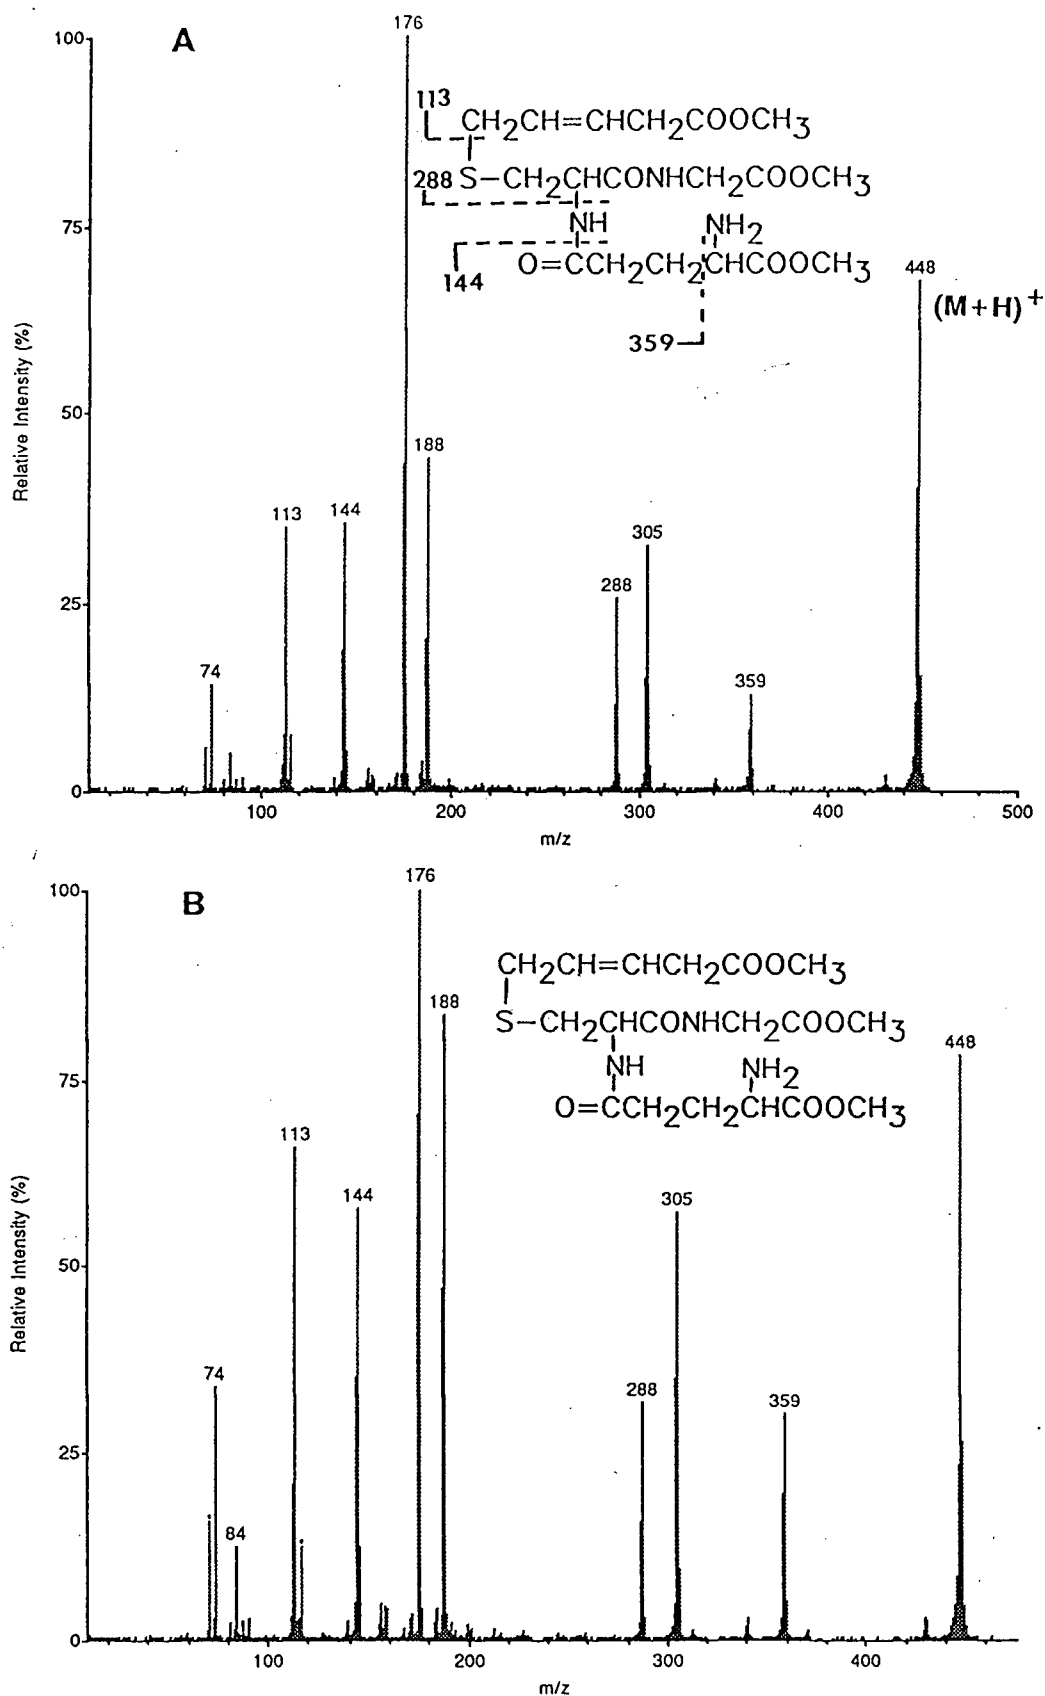 A
176
100
113
CH2CH=CHCH2COOCH3
288
S-CH2CHCONHCH2COOCH3
75
NH
NH2
144
O=CCH2CH2CHCOOCH3
448
(M+H)+
359
Relative Intensity (%)
50
188
113
144
305
288
25
74
359
0
100
200
300
400
500
m/z
B
176
100
CH2CH=CHCH2COOCH3
188
S-CH2CHCONHCH2COOCH3
448
NH
NH2
75
O=CCH2CH2CHCOOCH3
113
144
305
Relative Intensity (%)
50
74
288
359
25
84
0
100
200
300
400
m/z